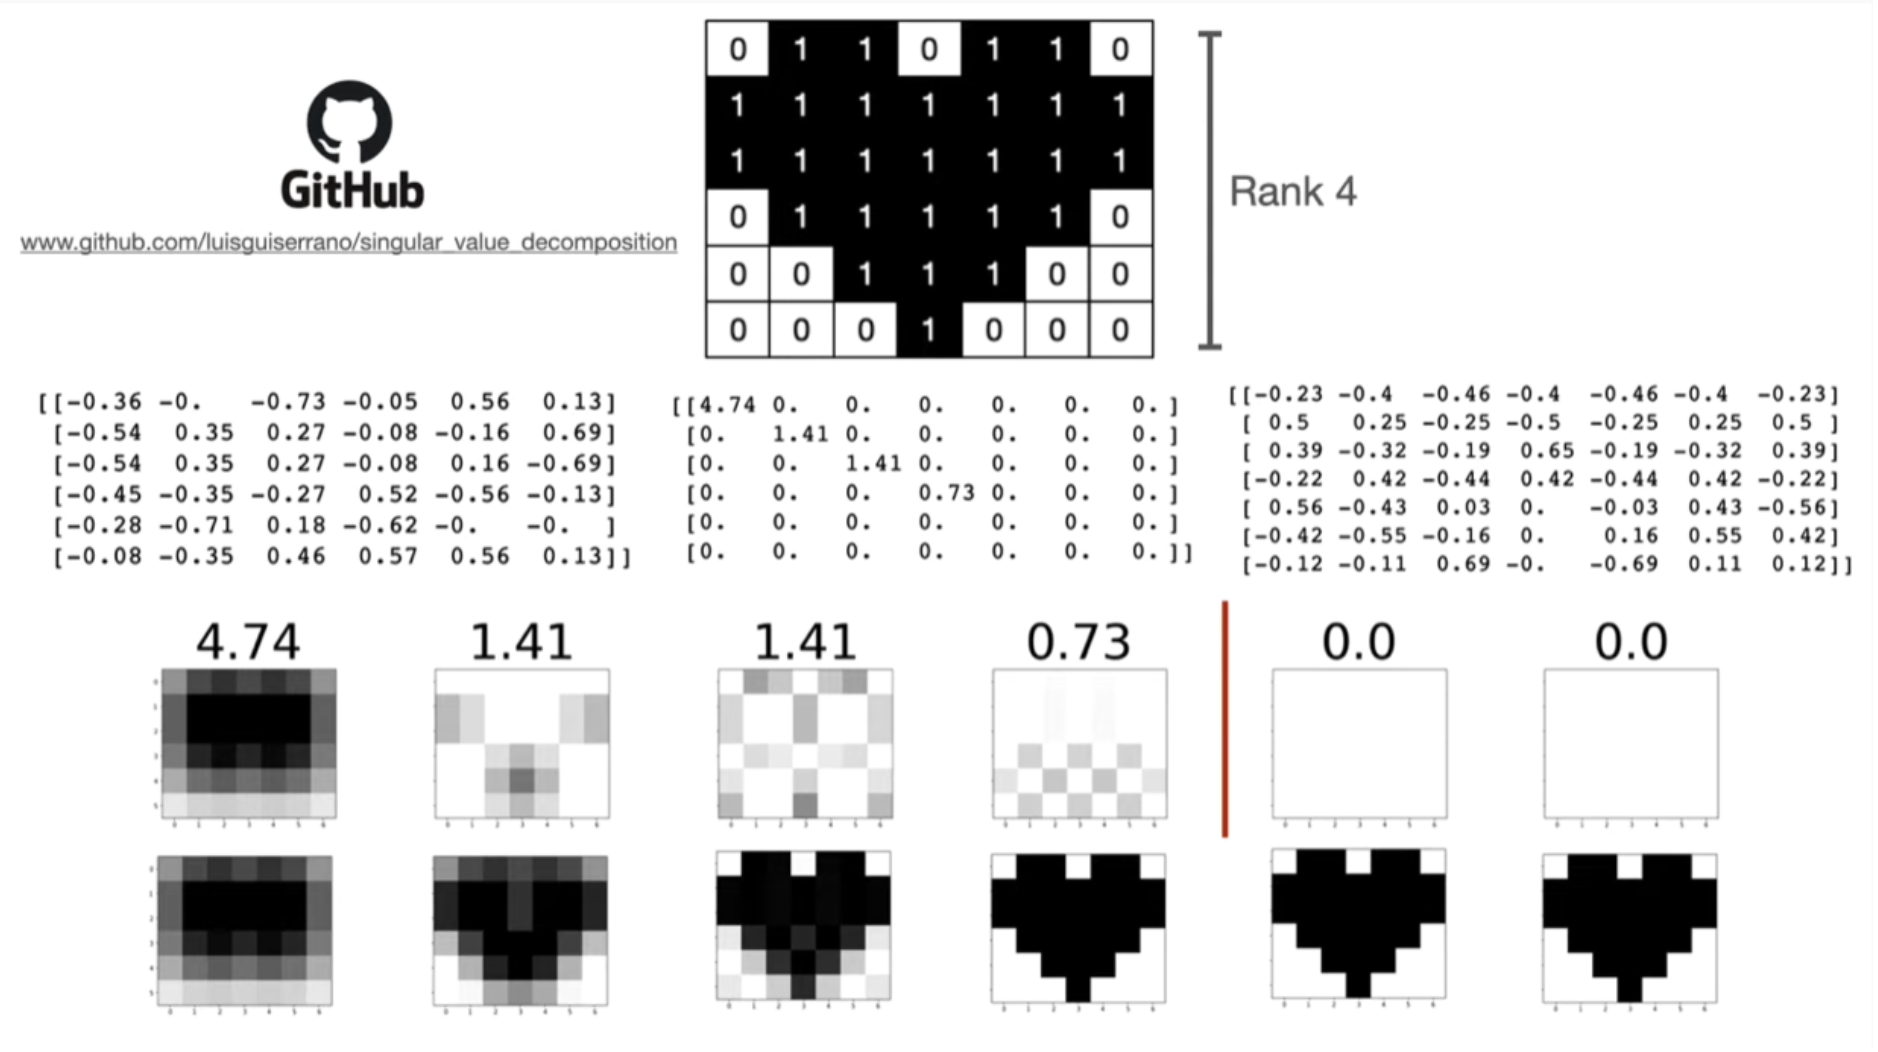 GitHub
www.github.com/luisguiserrano/singular_value_decomposition
0 1 1 0 1 1 0
1 1 1 1 1 1 1
1 1 1 1 1 1 1
0 1 1 1 1 1 0
0 0 1 1 1 0 0
0 0 0 1 0 0 0
Rank 4
[[-0.36 -0. -0.73 -0.05 0.56 0.13]
[-0.54 0.35 0.27 -0.08 -0.16 0.69]
[-0.54 0.35 0.27 -0.08 0.16 -0.69]
[-0.45 -0.35 -0.27 0.52 -0.56 -0.13]
[-0.28 -0.71 0.18 -0.62 -0. -0. ]
[-0.08 -0.35 0.46 0.57 0.56 0.13]]
[[4.74 0. 0. 0. 0. 0. 0. ]
[0. 1.41 0. 0. 0. 0. 0. ]
[0. 0. 1.41 0. 0. 0. 0. ]
[0. 0. 0. 0.73 0. 0. 0. ]
[0. 0. 0. 0. 0. 0. 0. ]
[0. 0. 0. 0. 0. 0. 0. ]]
[[-0.23 -0.4 -0.46 -0.4 -0.46 -0.4 -0.23]
[ 0.5 0.25 -0.25 -0.5 -0.25 0.25 0.5 ]
[ 0.39 -0.32 -0.19 0.65 -0.19 -0.32 0.39]
[-0.22 0.42 -0.44 0.42 -0.44 0.42 -0.22]
[ 0.56 -0.43 0.03 0. -0.03 0.43 -0.56]
[-0.42 -0.55 -0.16 0. 0.16 0.55 0.42]
[-0.12 -0.11 0.69 -0. -0.69 0.11 0.12]]
4.74 1.41 1.41 0.73 0.0 0.0